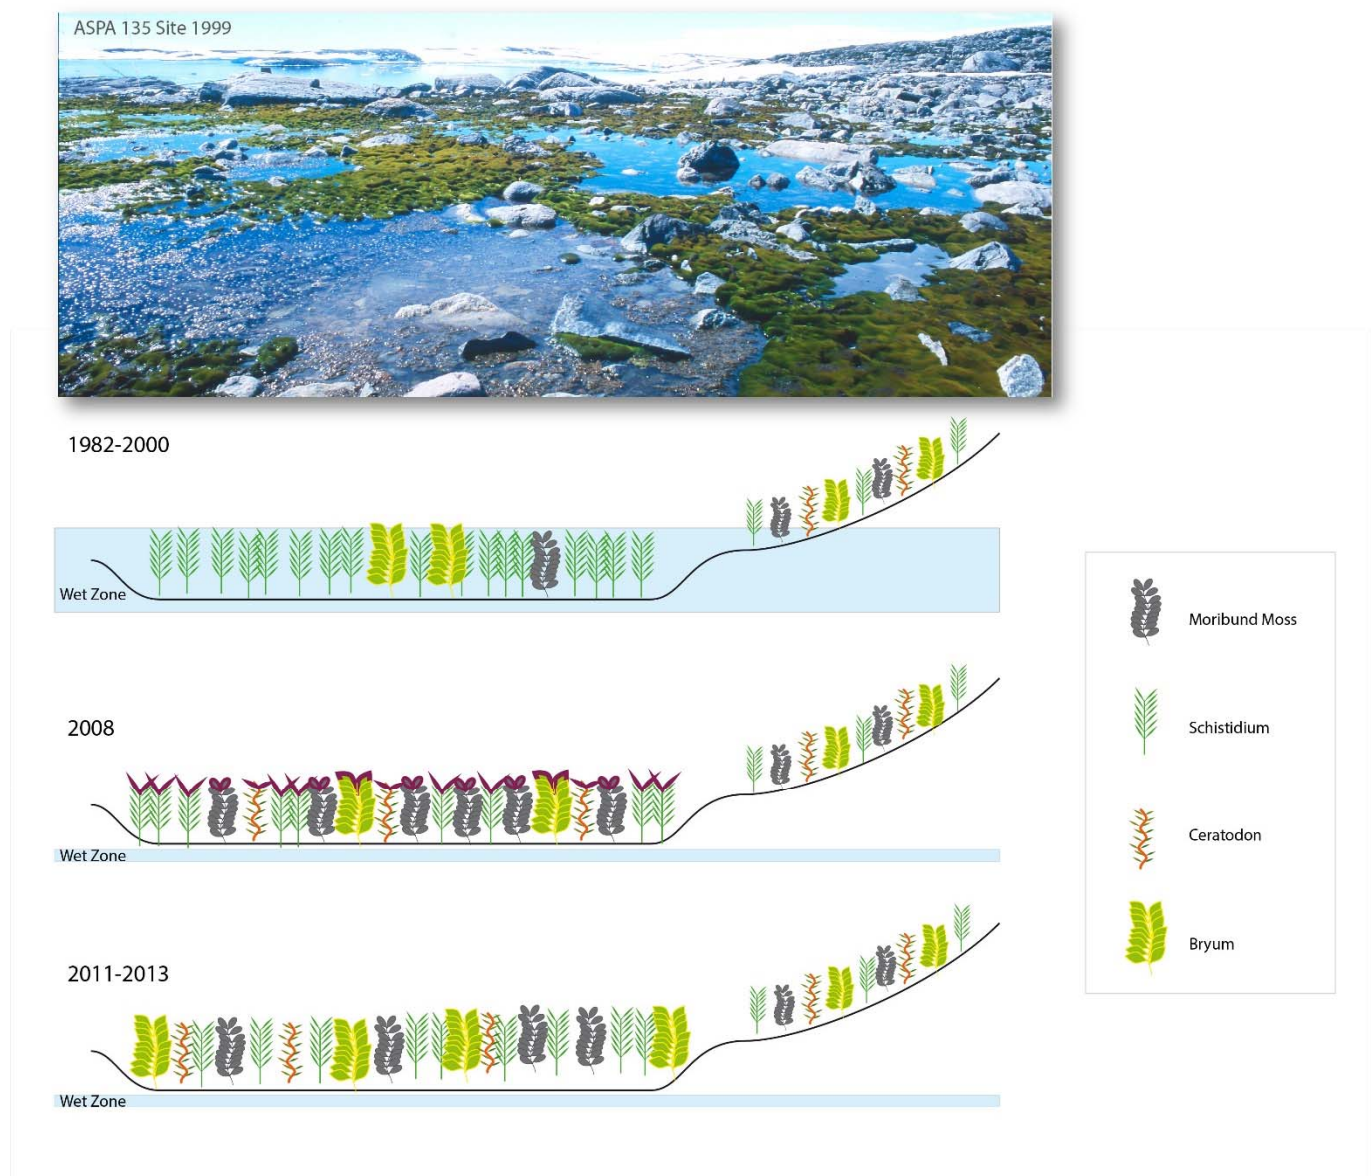 ASPA 135 Site 1999
1982-2000
Wet Zone
Moribund Moss
Schistidium
2008
Ceratodon
Wet Zone
Bryum
2011-2013
Wet Zone